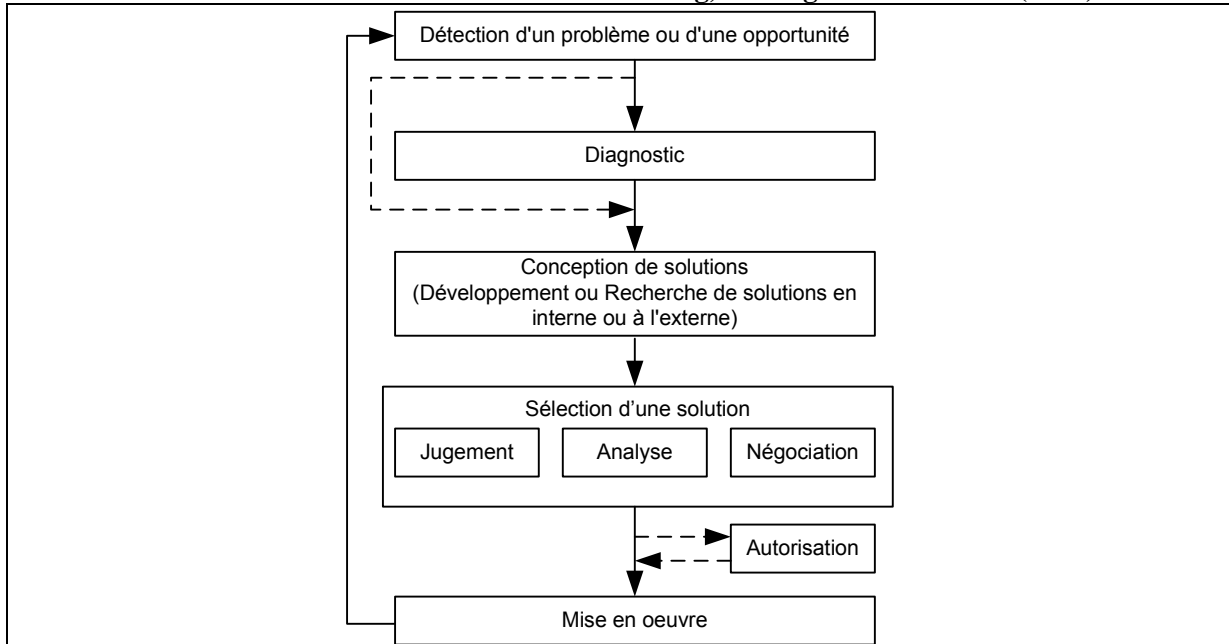 Détection d'un problème ou d'une opportunité
Diagnostic
Conception de solutions
(Développement ou Recherche de solutions en
interne ou à l'externe)
Sélection d’une solution
Jugement
Analyse
Négociation
Autorisation
Mise en oeuvre